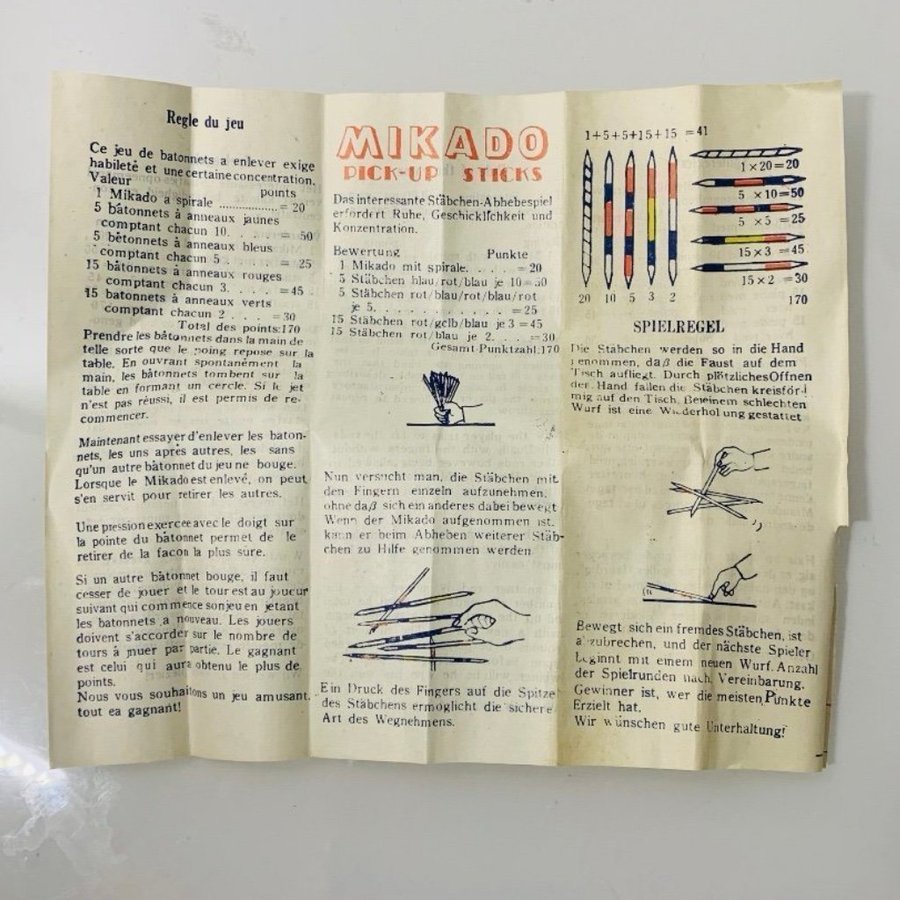 Regle du jeu
Ce jeu de batonnets a enlever exige
habileté et une certaine concentration.
Valeur points
1 Mikado a spirale ................ = 20
5 bâtonnets à anneaux jaunes
comptant chacun 10. . . . = 50
5 bêtonnets à anneaux bleus
comptant chacun 5 . . . . = 25
15 bâtonnets à anneaux rouges
comptant chacun 3. . . . =45
15 batonnets à anneaux verts
comptant chacun 2 . . . = 30
Total des points:170
Prendre les bâtonnets dans la main de
telle sorte que le poing repose sur la
table. En ouvrant spontanément la
main, les bâtonnets tombent sur la
table en formant un cercle. Si le jet
n'est pas réussi, il est permis de re-
commencer.
Maintenant essayer d'enlever les baton-
nets, les uns après autres, les sans
qu'un autre bâtonnet du jeu ne bouge.
Lorsque le Mikado est enlevé, on peut
s'en servit pour retirer les autres.
Une pression exercee avec le doigt sur
la pointe du bâtonnet permet de le
retirer de la facon la plus sûre.
Si un autre bâtonnet bouge, il faut
cesser de jouer et le tour est au joueur
suivant qui commence son jeu en jetant
les batonnets a nouveau. Les jouers
doivent s'accorder sur le nombre de
tours à jouer par partie. Le gagnant
est celui qui aura obtenu le plus de
points.
Nous vous souhaitons un jeu amusant,
tout ea gagnant!
MIKADO
PICK-UP STICKS
Das interessante Stäbchen-Abhebespiel
erfordert Ruhe, Geschicklichkeit und
Konzentration.
Bewertung Punkte
1 Mikado mit spirale. . . . . = 20
5 Stäbchen blau/rot/blau je 10=50
5 Stäbchen rot/blau/rot/blau/rot
je 5. . . . . . . . . . . = 25
15 Stäbchen rot/gelb/blau je 3 = 45
15 Stäbchen rot/blau je 2. . . . =30
Gesamt-Punktzahl:170
Nun versucht man, die Stäbchen mit
den Fingern einzeln aufzunehmen,
ohne daß sich ein anderes dabei bewegt
Wenn der Mikado aufgenommen ist,
kann er beim Abheben weiterer Stäb-
chen zu Hilfe genommen werden
Ein Druck des Fingers auf die Spitze
des Stäbchens ermöglicht die sichere
Art des Wegnehmens.
1+5+5+15+15 =41
1 x 20= 20
5 x10=50
5 x5 =25
15 x 3 =45
15 x 2 =30
20 10 5 3 2 170
SPIELREGEL
Die Stäbchen werden so in die Hand
genommen, daß die Faust auf dem
Tisch aufliegt. Durch plötzliches Offnen
der Hand fallen die Stäbchen kreisför-
mig auf den Tisch. Bei einem schlechten
Wurf ist eine Wiederholung gestattet
Bewegt sich ein fremdes Stäbchen, ist
abzubrechen, und der nächste Spieler
beginnt mit einem neuen Wurf. Anzahl
der Spielrunden nach Vereinbarung.
Gewinner ist, wer die meisten Punkte
Erzielt hat.
Wir wünschen gute Unterhaltung!